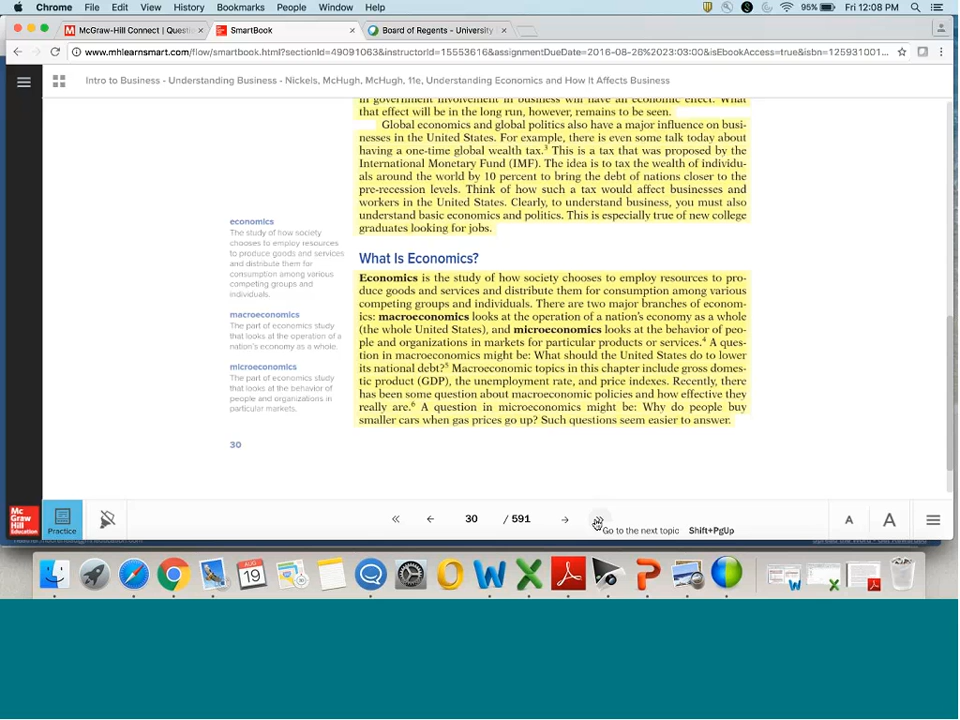 Chrome File Edit View History Bookmarks People Window Help 95% Fri 12:08 PM
McGraw-Hill Connect | Questi × SmartBook × Board of Regents - University ×
www.mhlearnsmart.com/flow/smartbook.html?sectionId=49091063&instructorId=15553616&assignmentDueDate=2016-08-26%2023:03:00&isEbookAccess=true&isbn=125931001...
Intro to Business - Understanding Business - Nickels, McHugh, McHugh, 11e, Understanding Economics and How It Affects Business
in government involvement in business will have an economic effect. What
that effect will be in the long run, however, remains to be seen.
Global economics and global politics also have a major influence on busi-
nesses in the United States. For example, there is even some talk today about
having a one-time global wealth tax.³ This is a tax that was proposed by the
International Monetary Fund (IMF). The idea is to tax the wealth of individu-
als around the world by 10 percent to bring the debt of nations closer to the
pre-recession levels. Think of how such a tax would affect businesses and
workers in the United States. Clearly, to understand business, you must also
understand basic economics and politics. This is especially true of new college
graduates looking for jobs.
economics
The study of how society
chooses to employ resources
to produce goods and services
and distribute them for
consumption among various
competing groups and
individuals.
macroeconomics
The part of economics study
that looks at the operation of a
nation's economy as a whole.
microeconomics
The part of economics study
that looks at the behavior of
people and organizations in
particular markets.
What Is Economics?
Economics is the study of how society chooses to employ resources to pro-
duce goods and services and distribute them for consumption among various
competing groups and individuals. There are two major branches of econom-
ics: macroeconomics looks at the operation of a nation's economy as a whole
(the whole United States), and microeconomics looks at the behavior of peo-
ple and organizations in markets for particular products or services.⁴ A ques-
tion in macroeconomics might be: What should the United States do to lower
its national debt?⁵ Macroeconomic topics in this chapter include gross domes-
tic product (GDP), the unemployment rate, and price indexes. Recently, there
has been some question about macroeconomic policies and how effective they
really are.⁶ A question in microeconomics might be: Why do people buy
smaller cars when gas prices go up? Such questions seem easier to answer.
30
Mc
Graw
Hill
Education
Practice
30 / 591
Go to the next topic Shift+PgUp
A A
AUG
19